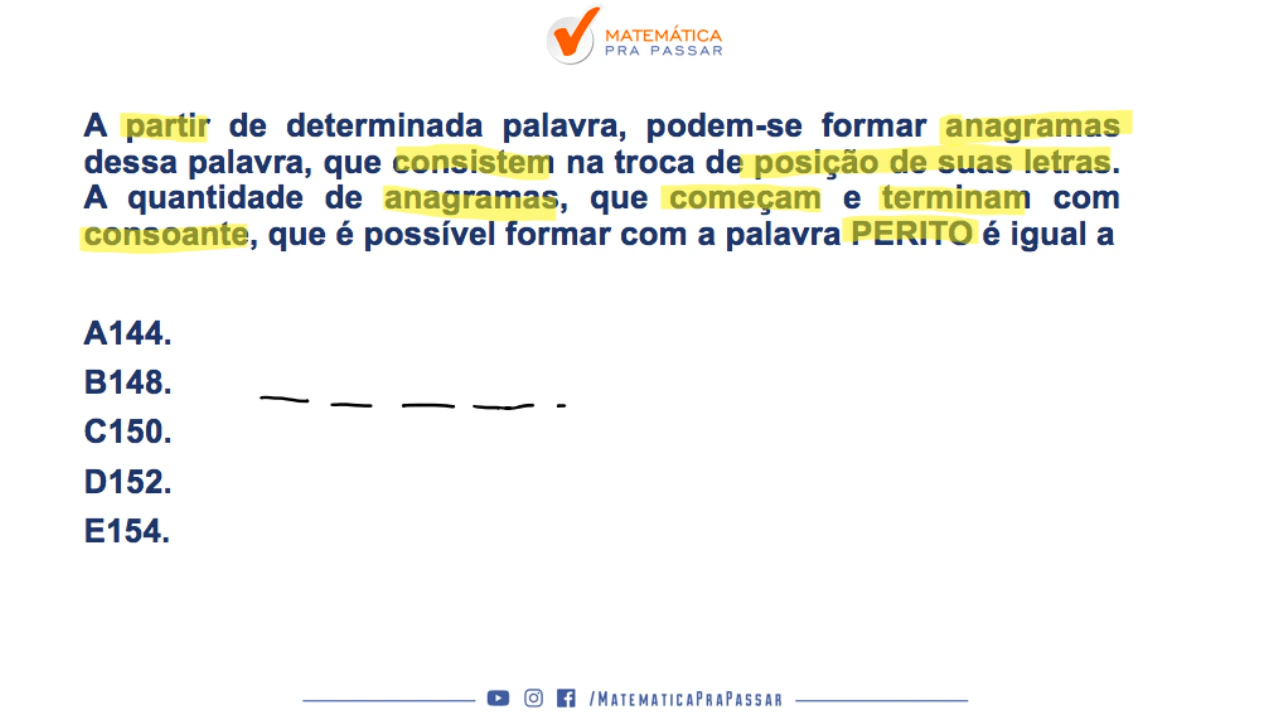 MATEMÁTICA
PRA PASSAR
A partir de determinada palavra, podem-se formar anagramas
dessa palavra, que consistem na troca de posição de suas letras.
A quantidade de anagramas, que começam e terminam com
consoante, que é possível formar com a palavra PERITO é igual a
A144.
B148.
C150.
D152.
E154.
/MATEMATICAPRAPASSAR